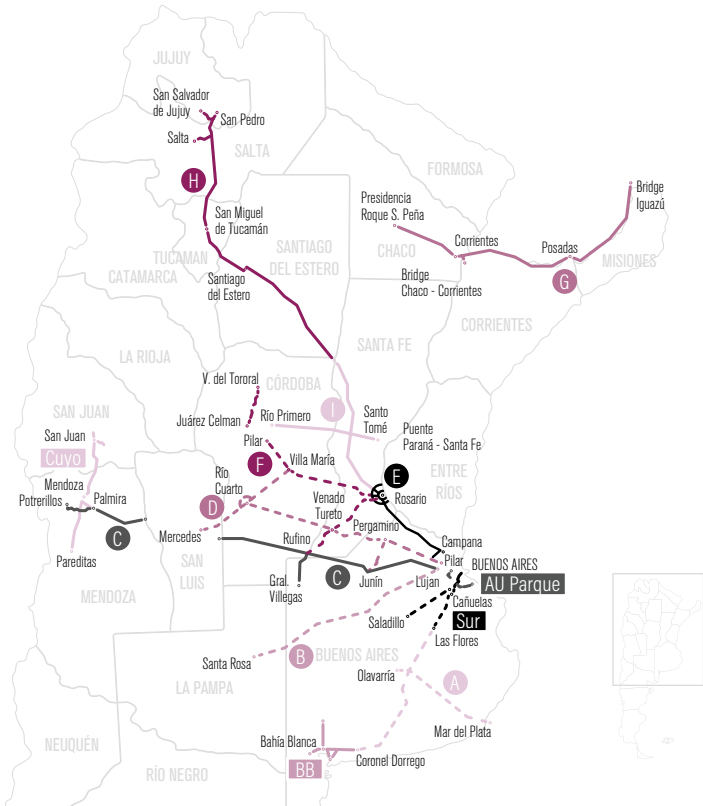 JUJUY
San Salvador
de Jujuy
San Pedro
Salta
SALTA
H
FORMOSA
Presidencia
Roque S. Peña
Bridge
Iguazú
San Miguel
de Tucamán
Corrientes
Posadas
TUCAMAN
SANTIAGO
DEL ESTERO
CHACO
MISIONES
CATAMARCA
Santiago
del Estero
Bridge
Chaco - Corrientes
G
CORRIENTES
SANTA FE
LA RIOJA
V. del Tororal
CÓRDOBA
I
SAN JUAN
Juárez Celman
Río Primero
Santo
Tomé
San Juan
Pilar
Puente
Paraná - Santa Fe
Cuyo
F
Villa María
E
ENTRE
RÍOS
Mendoza
Potrerillos
Palmira
Río
Cuarto
D
Venado
Tureto
Rosario
C
Mercedes
Rufino
Pergamino
Campana
Pareditas
SAN
LUIS
Pilar
BUENOS AIRES
MENDOZA
Gral.
Villegas
C
Junín
Lujan
AU Parque
Cañuelas
Saladillo
Sur
Las Flores
Santa Rosa
B
BUENOS AIRES
Olavarría
A
LA PAMPA
Mar del Plata
NEUQUÉN
Bahía Blanca
Coronel Dorrego
BB
RÍO NEGRO